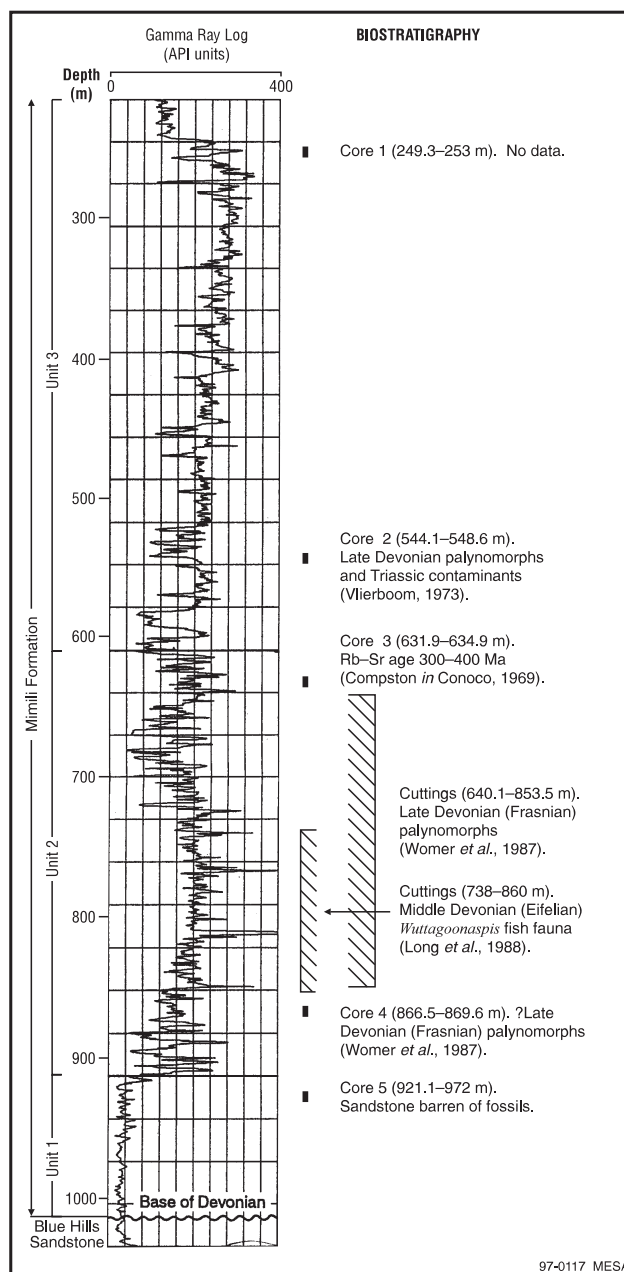 Gamma Ray Log
(API units)
BIOSTRATIGRAPHY
Depth
(m)
0
400
Core 1 (249.3–253 m). No data.
300
400
Unit 3
500
Core 2 (544.1–548.6 m).
Late Devonian palynomorphs
and Triassic contaminants
(Vlierboom, 1973).
600
Core 3 (631.9–634.9 m).
Rb–Sr age 300–400 Ma
(Compston in Conoco, 1969).
Mimili Formation
700
Cuttings (640.1–853.5 m).
Late Devonian (Frasnian)
palynomorphs
(Womer et al., 1987).
Unit 2
800
Cuttings (738–860 m).
Middle Devonian (Eifelian)
Wuttagoonaspis fish fauna
(Long et al., 1988).
Core 4 (866.5–869.6 m). ?Late
Devonian (Frasnian) palynomorphs
(Womer et al., 1987).
900
Core 5 (921.1–972 m).
Sandstone barren of fossils.
Unit 1
1000
Base of Devonian
Blue Hills
Sandstone
97-0117 MESA